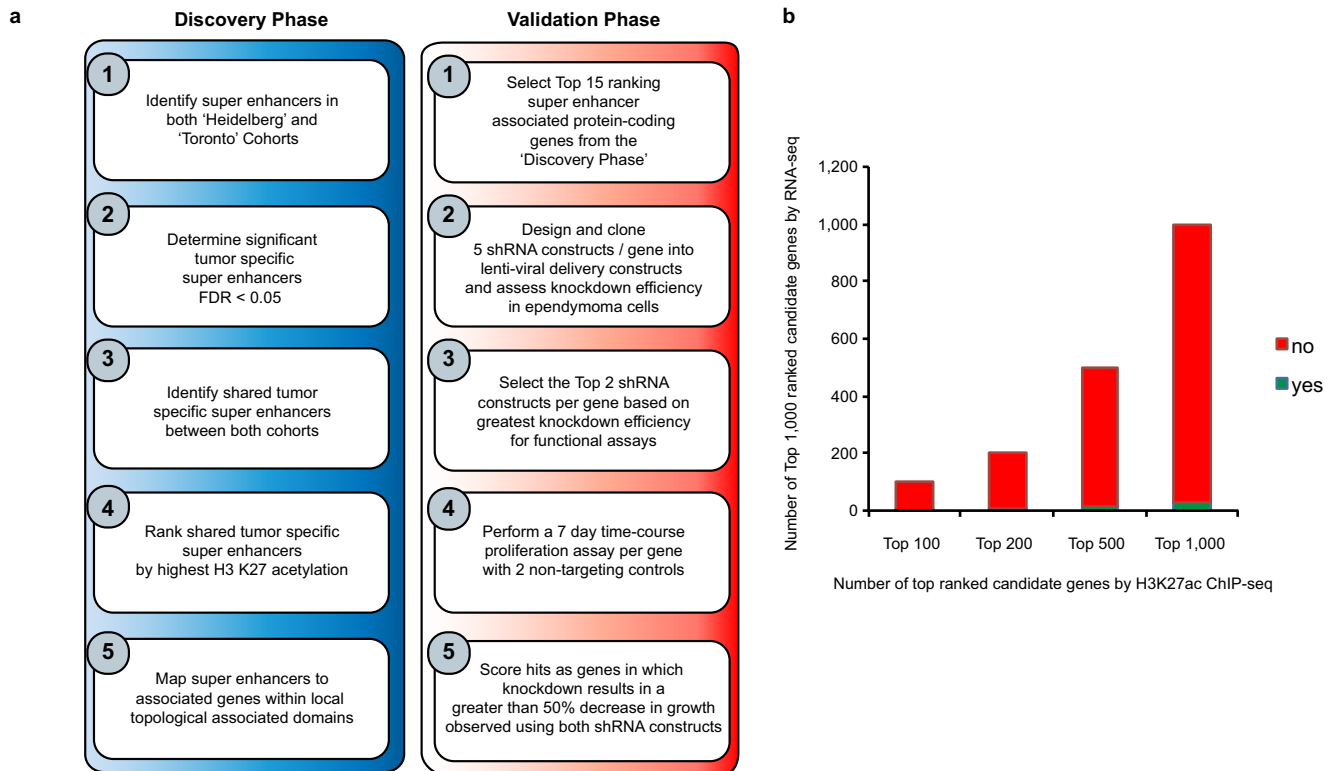 a
Discovery Phase
1
Identify super enhancers in
both 'Heidelberg' and
'Toronto' Cohorts
2
Determine significant
tumor specific
super enhancers
FDR < 0.05
3
Identify shared tumor
specific super enhancers
between both cohorts
4
Rank shared tumor specific
super enhancers
by highest H3 K27 acetylation
5
Map super enhancers to
associated genes within local
topological associated domains
Validation Phase
1
Select Top 15 ranking
super enhancer
associated protein-coding
genes from the
'Discovery Phase'
2
Design and clone
5 shRNA constructs / gene into
lenti-viral delivery constructs
and assess knockdown efficiency
in ependymoma cells
3
Select the Top 2 shRNA
constructs per gene based on
greatest knockdown efficiency
for functional assays
4
Perform a 7 day time-course
proliferation assay per gene
with 2 non-targeting controls
5
Score hits as genes in which
knockdown results in a
greater than 50% decrease in growth
observed using both shRNA constructs
b
Number of Top 1,000 ranked candidate genes by RNA-seq
1,200
1,000
800
600
400
200
0
Top 100
Top 200
Top 500
Top 1,000
Number of top ranked candidate genes by H3K27ac ChIP-seq
no
yes